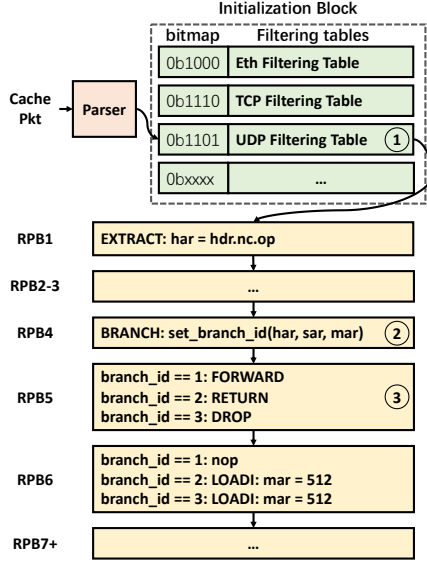 Initialization Block
bitmap Filtering tables
0b1000 Eth Filtering Table
0b1110 TCP Filtering Table
Cache Pkt
Parser
0b1101 UDP Filtering Table 1
0bxxxx ...
RPB1 EXTRACT: har = hdr.nc.op
RPB2-3 ...
RPB4 BRANCH: set_branch_id(har, sar, mar) 2
branch_id == 1: FORWARD
RPB5 branch_id == 2: RETURN 3
branch_id == 3: DROP
branch_id == 1: nop
RPB6 branch_id == 2: LOADI: mar = 512
branch_id == 3: LOADI: mar = 512
RPB7+ ...